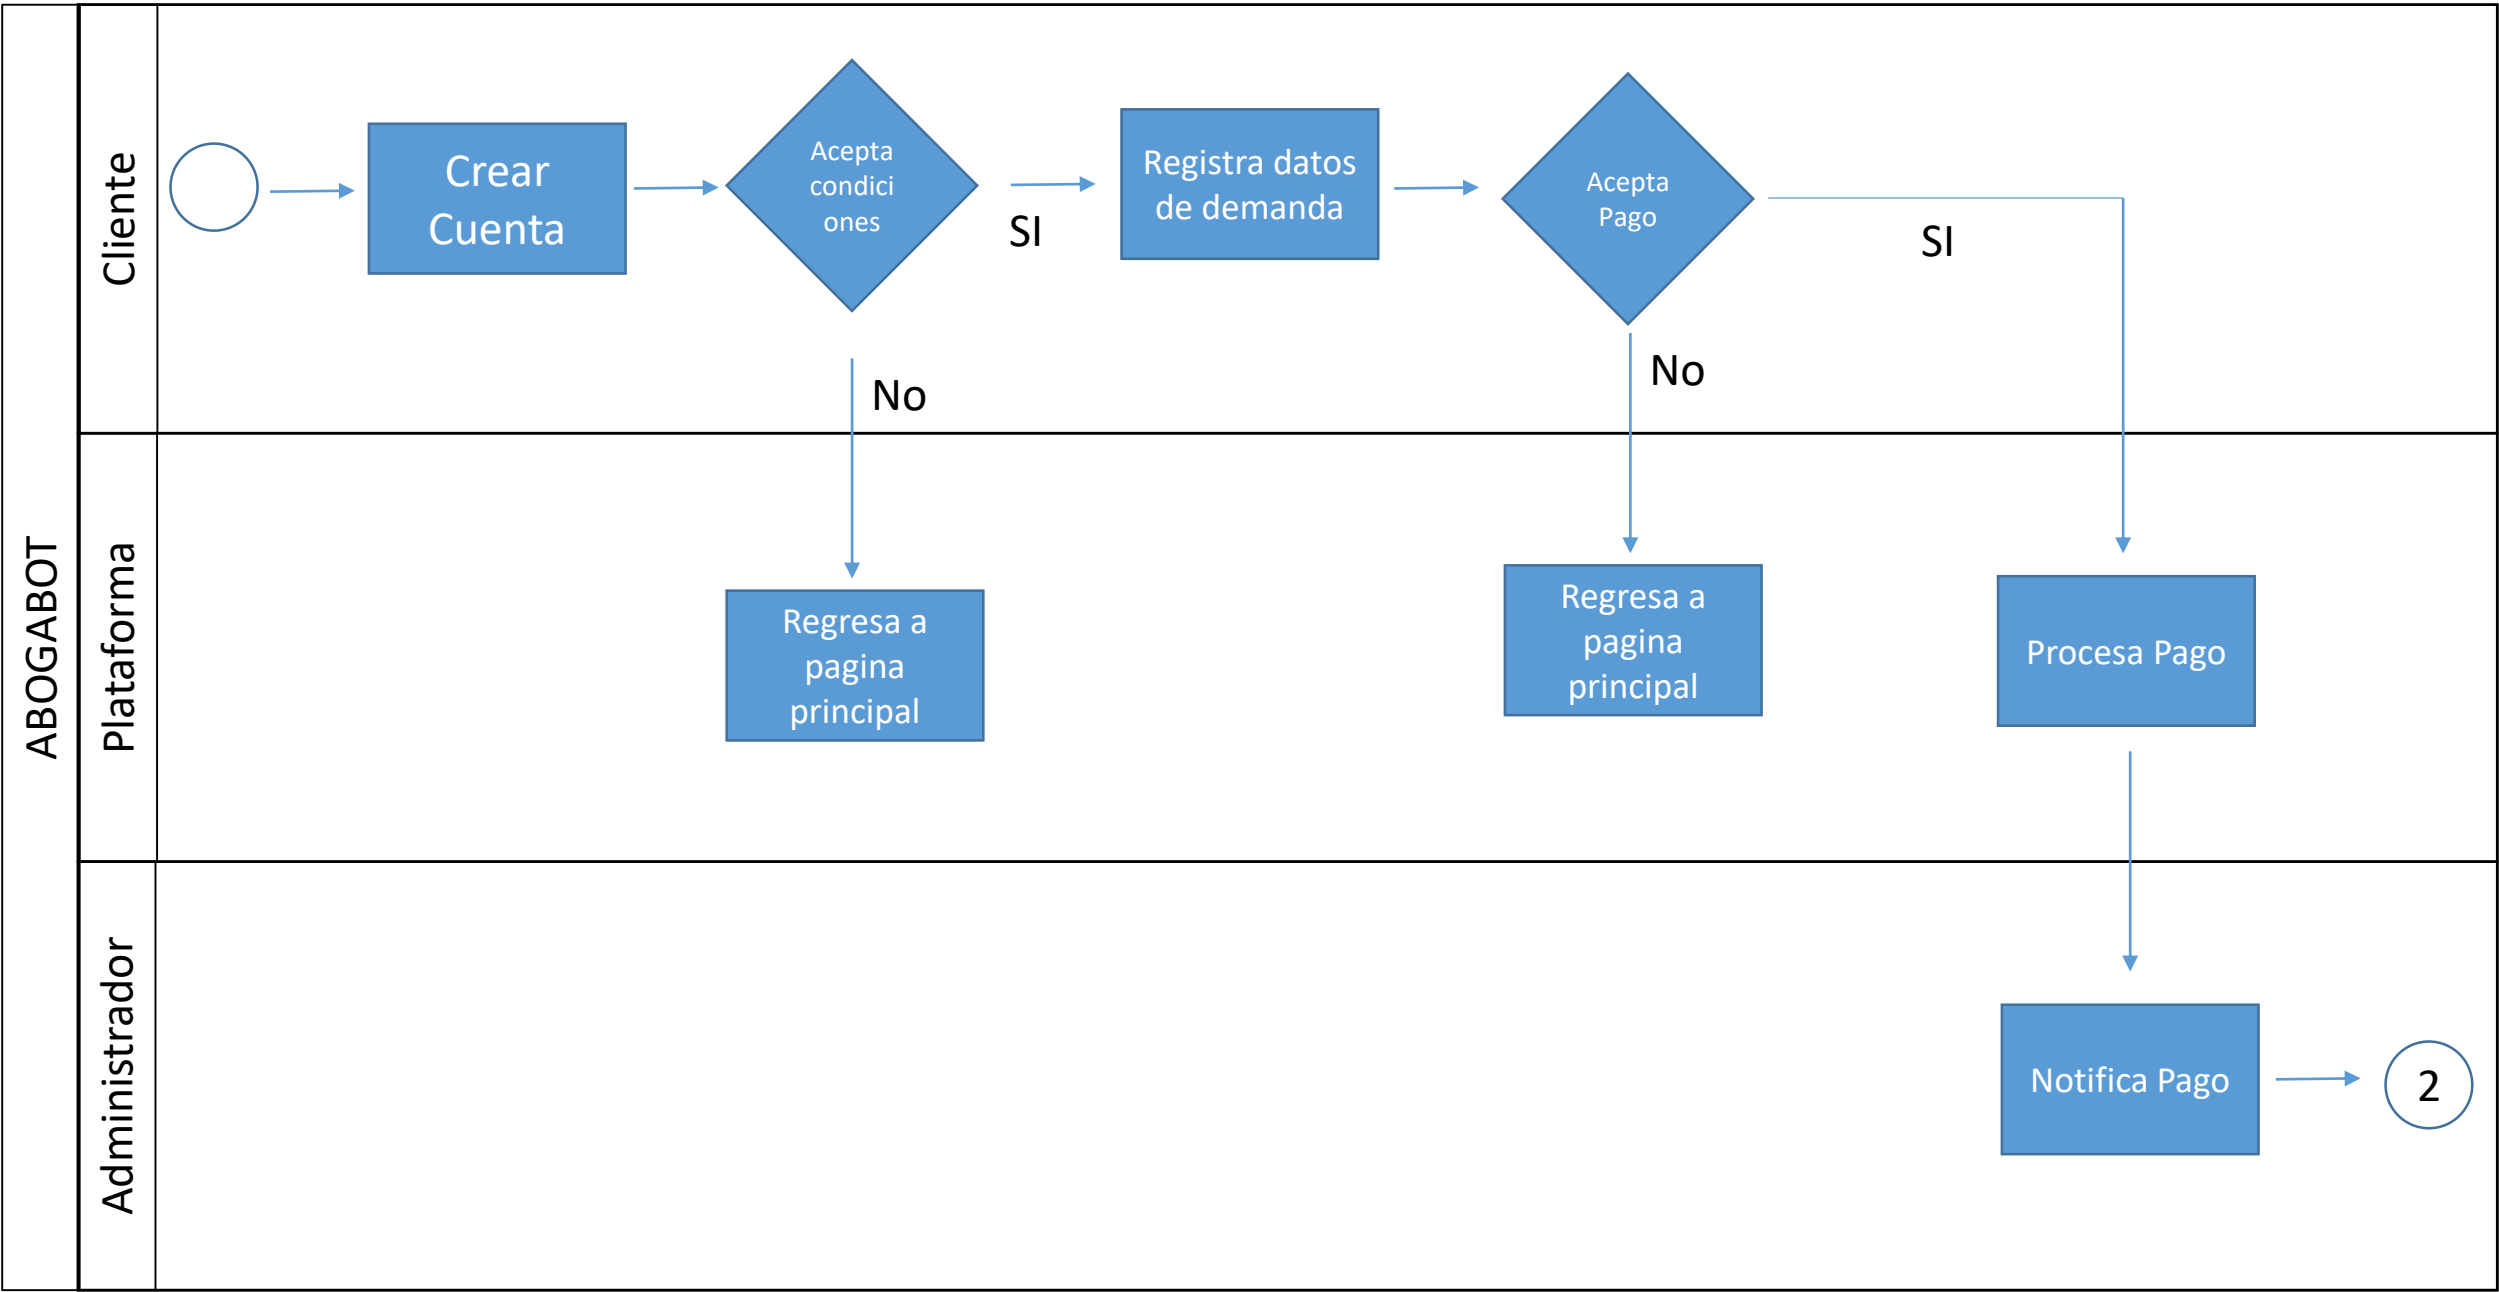 ABOGABOT
Cliente
Crear
Cuenta
Acepta
condici
ones
SI
No
Registra datos
de demanda
Acepta
Pago
SI
No
Plataforma
Regresa a
pagina
principal
Regresa a
pagina
principal
Procesa Pago
Administrador
Notifica Pago
2